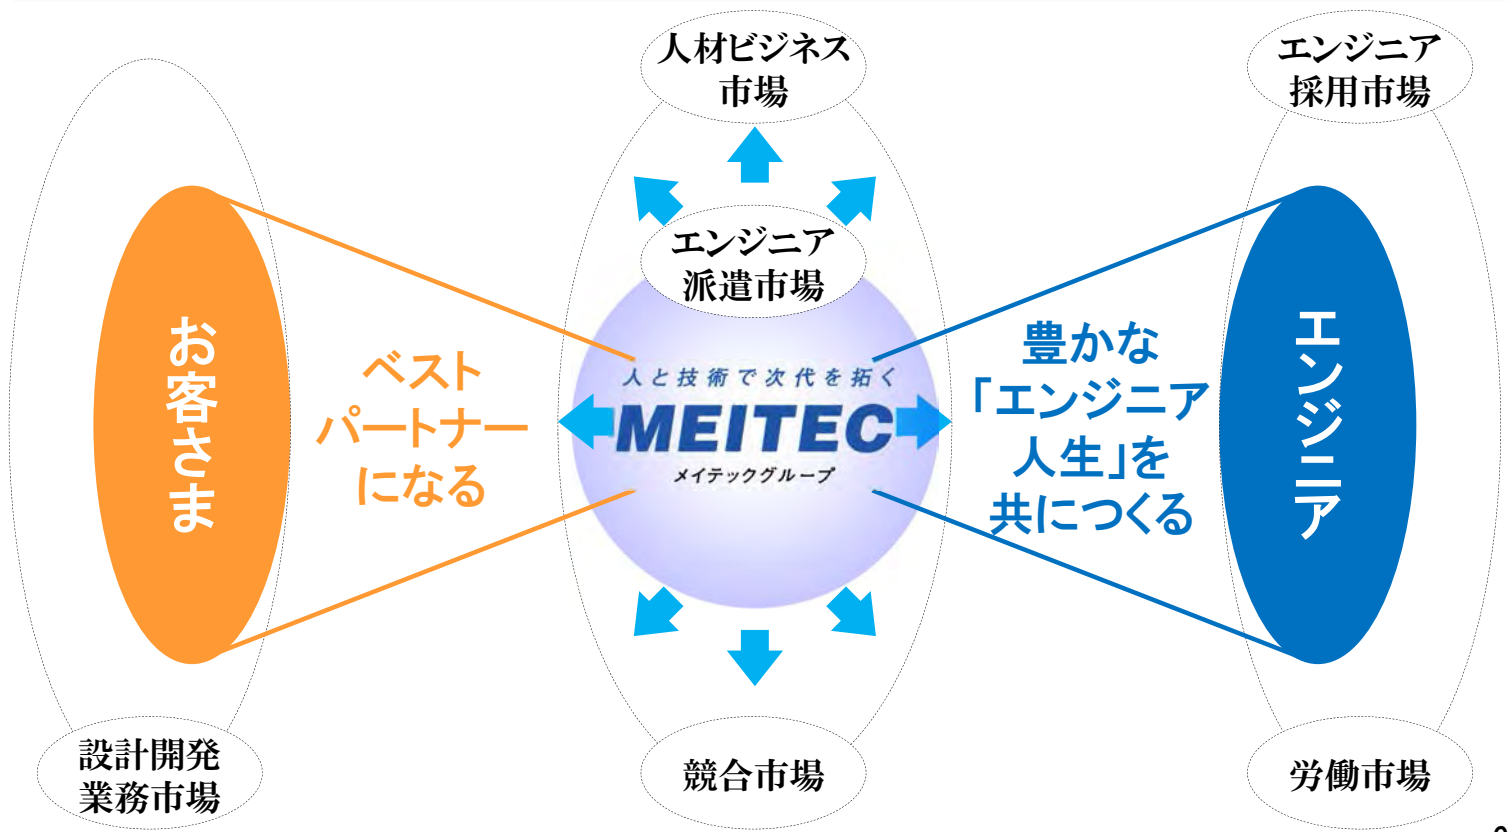 人材ビジネス
市場
エンジニア
採用市場
エンジニア
派遣市場
お客さま
ベスト
パートナー
になる
人と技術で次代を拓く
MEITEC
メイテックグループ
豊かな
「エンジニア
人生」を
共につくる
エンジニア
設計開発
業務市場
競合市場
労働市場